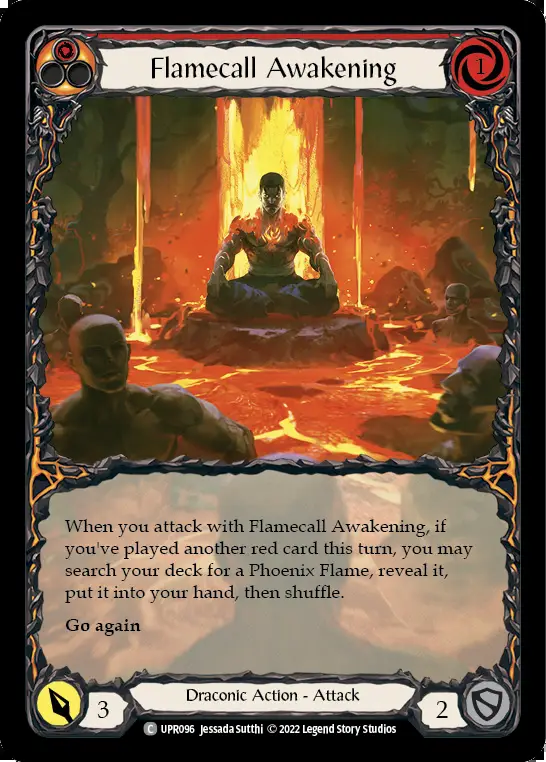 Flamecall Awakening
1
When you attack with Flamecall Awakening, if
you've played another red card this turn, you may
search your deck for a Phoenix Flame, reveal it,
put it into your hand, then shuffle.
Go again
3
Draconic Action - Attack
2
C UPR096 Jessada Sutthi © 2022 Legend Story Studios